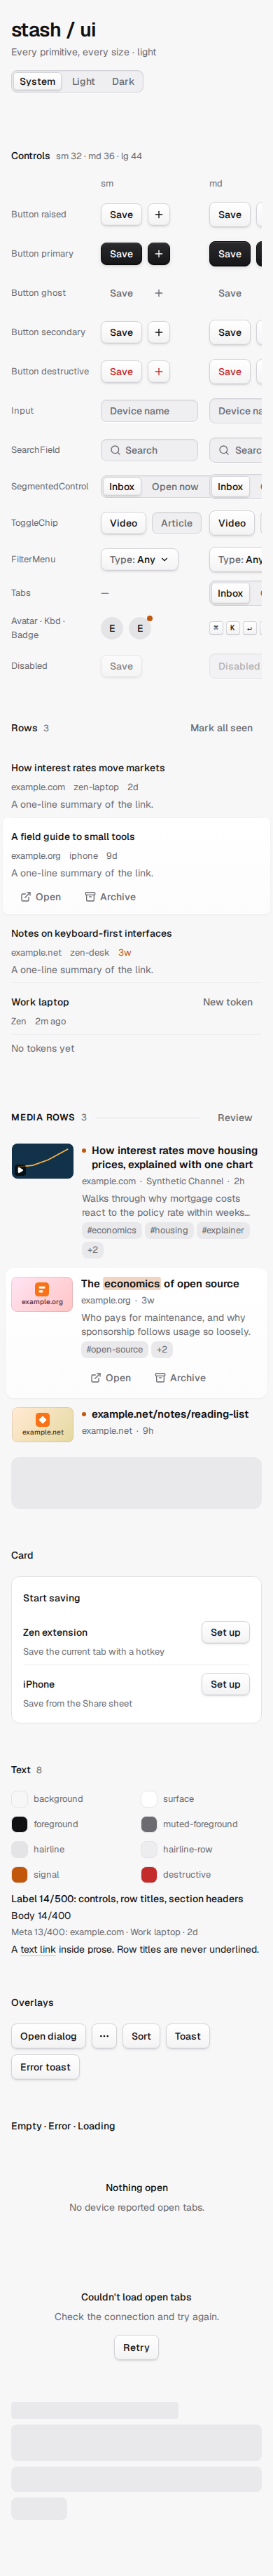 stash / ui
Every primitive, every size · light
System Light Dark
Controls sm 32 · md 36 · lg 44
sm md
Button raised Save + Save
Button primary Save + Save
Button ghost Save + Save
Button secondary Save + Save
Button destructive Save + Save
Input Device name Device na
SearchField Search Searc
SegmentedControl Inbox Open now Inbox
ToggleChip Video Article Video
FilterMenu Type: Any Type: Any
Tabs — Inbox
Avatar · Kbd · Badge E E ⌘ K ↵
Disabled Save Disabled
Rows 3 Mark all seen
How interest rates move markets
example.com zen-laptop 2d
A one-line summary of the link.
A field guide to small tools
example.org iphone 9d
A one-line summary of the link.
Open Archive
Notes on keyboard-first interfaces
example.net zen-desk 3w
A one-line summary of the link.
Work laptop New token
Zen 2m ago
No tokens yet
MEDIA ROWS 3 Review
How interest rates move housing
prices, explained with one chart
example.com · Synthetic Channel · 2h
Walks through why mortgage costs
react to the policy rate within weeks…
#economics #housing #explainer
+2
example.org
The economics of open source
example.org · 3w
Who pays for maintenance, and why
sponsorship follows usage so loosely.
#open-source +2
Open Archive
example.net
example.net/notes/reading-list
example.net · 9h
Card
Start saving
Zen extension Set up
Save the current tab with a hotkey
iPhone Set up
Save from the Share sheet
Text 8
background surface
foreground muted-foreground
hairline hairline-row
signal destructive
Label 14/500: controls, row titles, section headers
Body 14/400
Meta 13/400: example.com · Work laptop · 2d
A text link inside prose. Row titles are never underlined.
Overlays
Open dialog ··· Sort Toast
Error toast
Empty · Error · Loading
Nothing open
No device reported open tabs.
Couldn't load open tabs
Check the connection and try again.
Retry